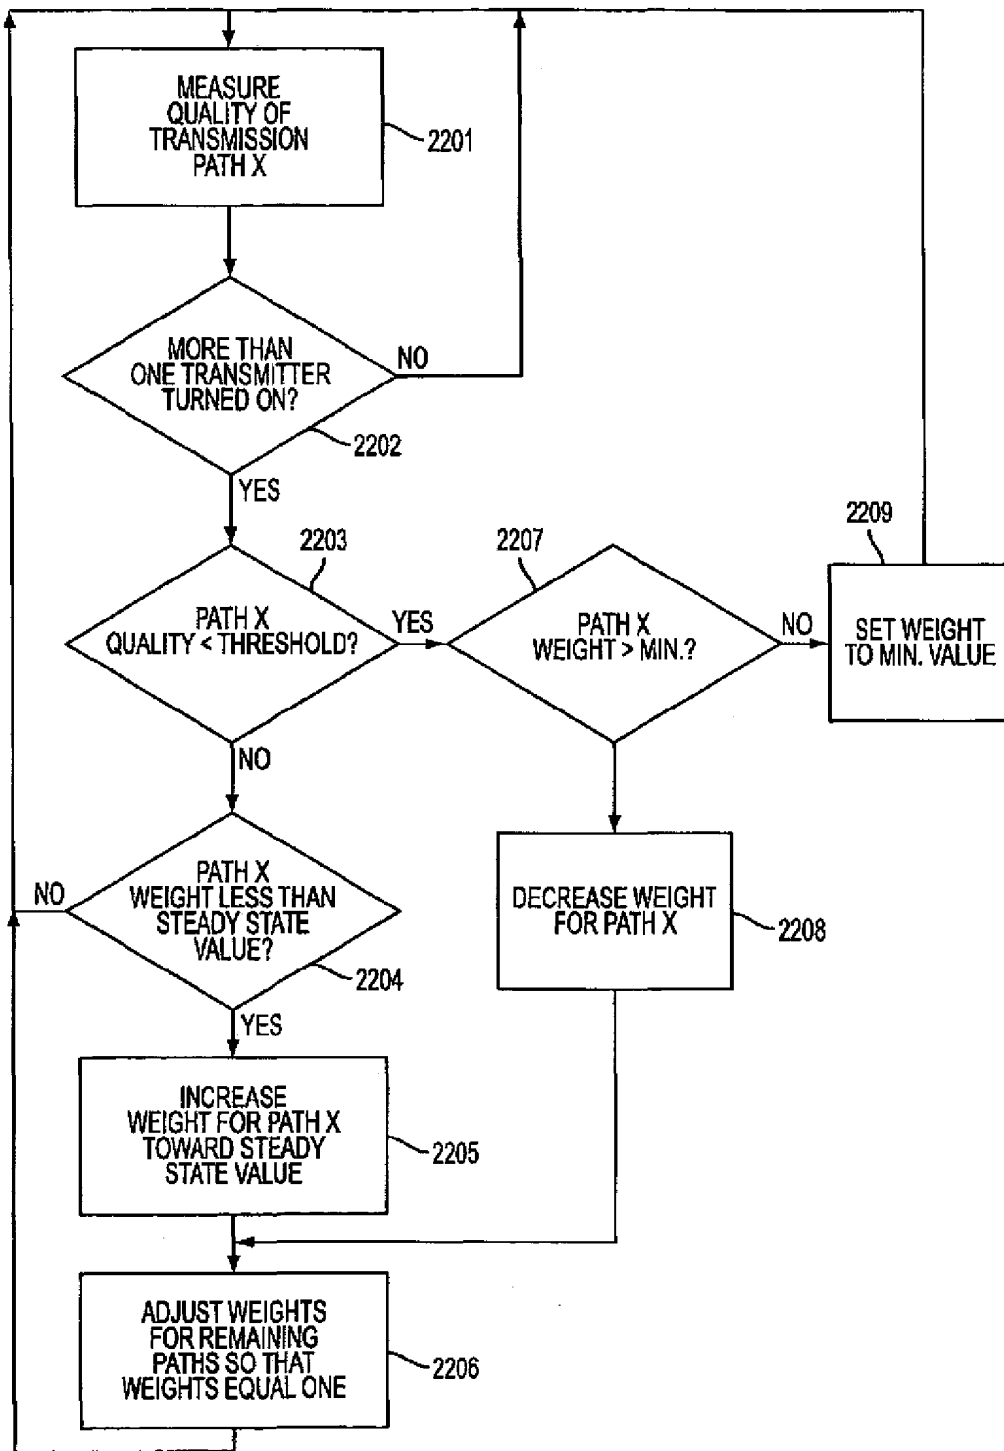 MEASURE
QUALITY OF
TRANSMISSION
PATH X
2201
MORE THAN
ONE TRANSMITTER
TURNED ON?
NO
2202
YES
2203
PATH X
QUALITY < THRESHOLD?
YES
2207
PATH X
WEIGHT > MIN.?
NO
2209
SET WEIGHT
TO MIN. VALUE
NO
PATH X
WEIGHT LESS THAN
STEADY STATE
VALUE?
NO
2204
YES
DECREASE WEIGHT
FOR PATH X
2208
INCREASE
WEIGHT FOR PATH X
TOWARD STEADY
STATE VALUE
2205
ADJUST WEIGHTS
FOR REMAINING
PATHS SO THAT
WEIGHTS EQUAL ONE
2206